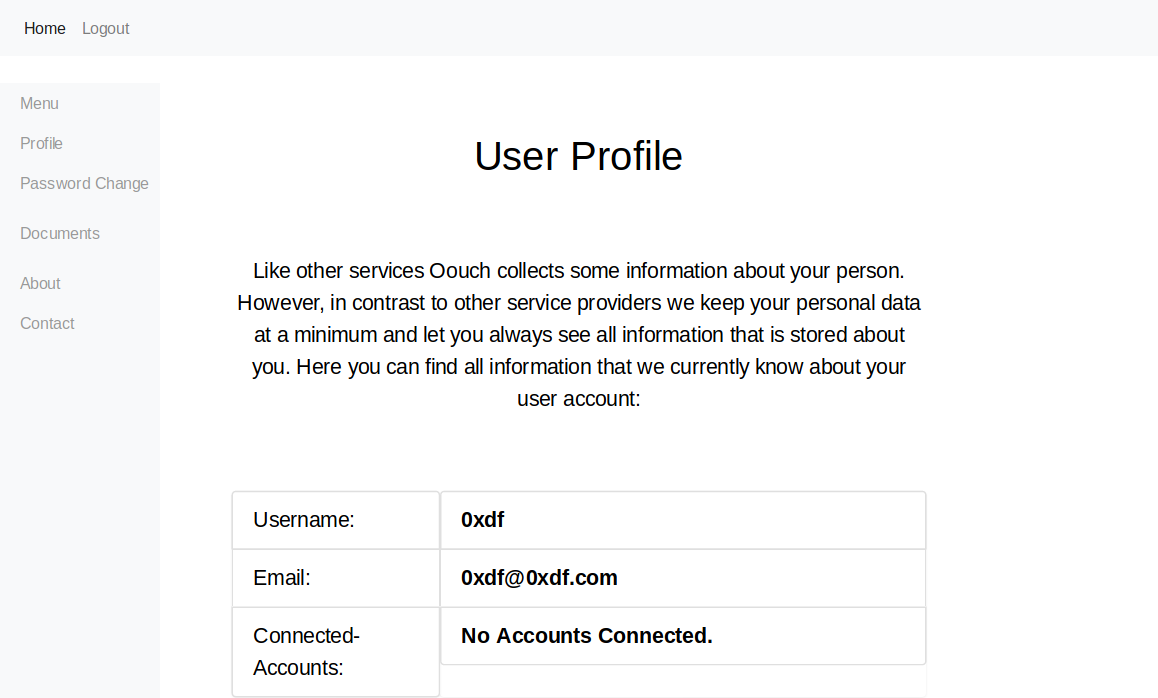 Home Logout
Menu
Profile
Password Change
Documents
About
Contact
User Profile
Like other services Oouch collects some information about your person.
However, in contrast to other service providers we keep your personal data
at a minimum and let you always see all information that is stored about
you. Here you can find all information that we currently know about your
user account:
Username: 0xdf
Email: 0xdf@0xdf.com
Connected- No Accounts Connected.
Accounts: